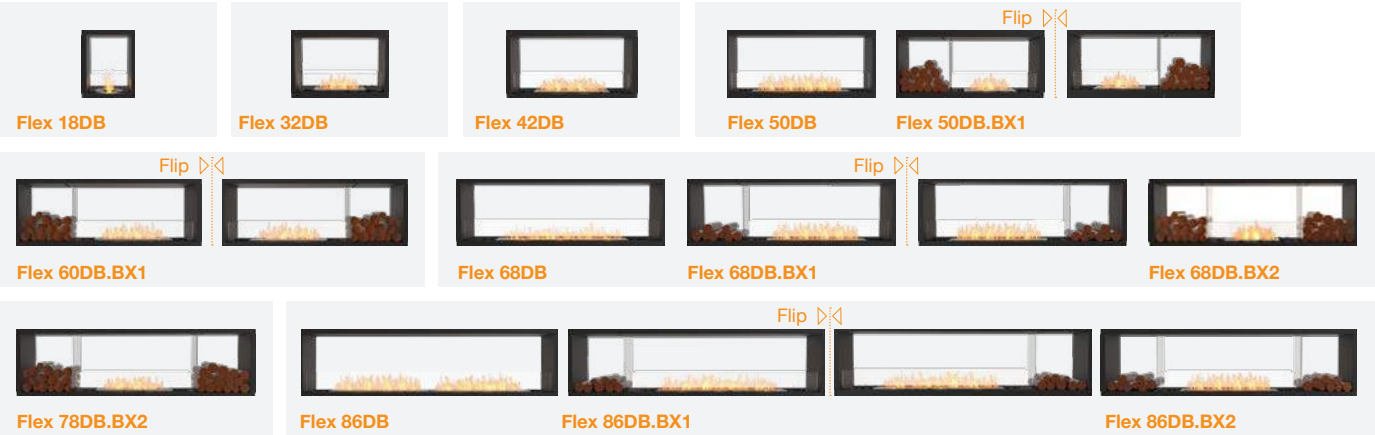 Flip
Flex 18DB
Flex 32DB
Flex 42DB
Flex 50DB
Flex 50DB.BX1
Flip
Flip
Flex 60DB.BX1
Flex 68DB
Flex 68DB.BX1
Flex 68DB.BX2
Flip
Flex 78DB.BX2
Flex 86DB
Flex 86DB.BX1
Flex 86DB.BX2